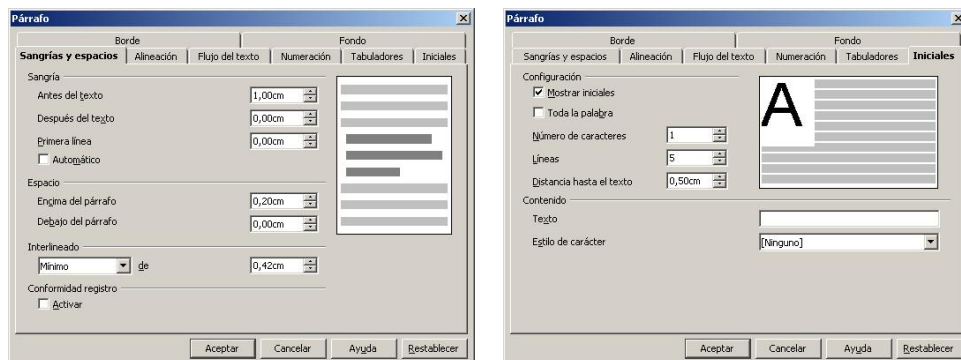 Párrafo
Borde Fondo
Sangrías y espacios Alineación Flujo del texto Numeración Tabuladores Iniciales
Sangría
Antes del texto 1,00cm
Después del texto 0,00cm
Primera línea 0,00cm
Automático
Espacio
Encima del párrafo 0,20cm
Debajo del párrafo 0,00cm
Interlineado
Mínimo de 0,42cm
Conformidad registro
Activar
Aceptar Cancelar Ayuda Restablecer
Párrafo
Borde Fondo
Sangrías y espacios Alineación Flujo del texto Numeración Tabuladores Iniciales
Configuración
Mostrar iniciales
Toda la palabra
Número de caracteres 1
Líneas 5
Distancia hasta el texto 0,50cm
A
Contenido
Texto
Estilo de carácter [Ninguno]
Aceptar Cancelar Ayuda Restablecer